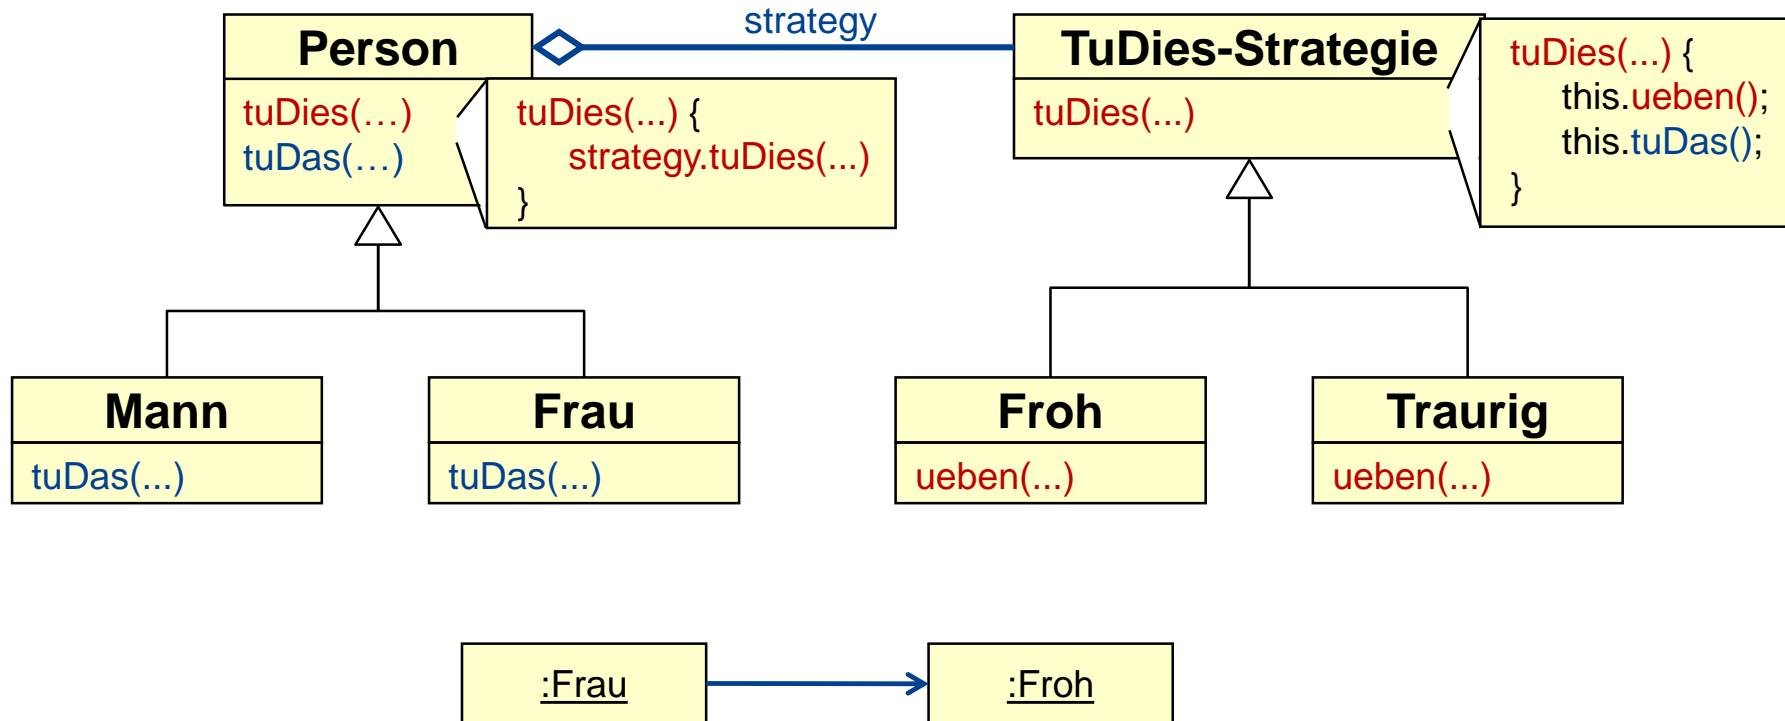 strategy
Person
tuDies(…)
tuDas(…)
tuDies(...) {
strategy.tuDies(...)
}
TuDies-Strategie
tuDies(...)
tuDies(...) {
this.ueben();
this.tuDas();
}
Mann
tuDas(...)
Frau
tuDas(...)
Froh
ueben(...)
Traurig
ueben(...)
:Frau
:Froh